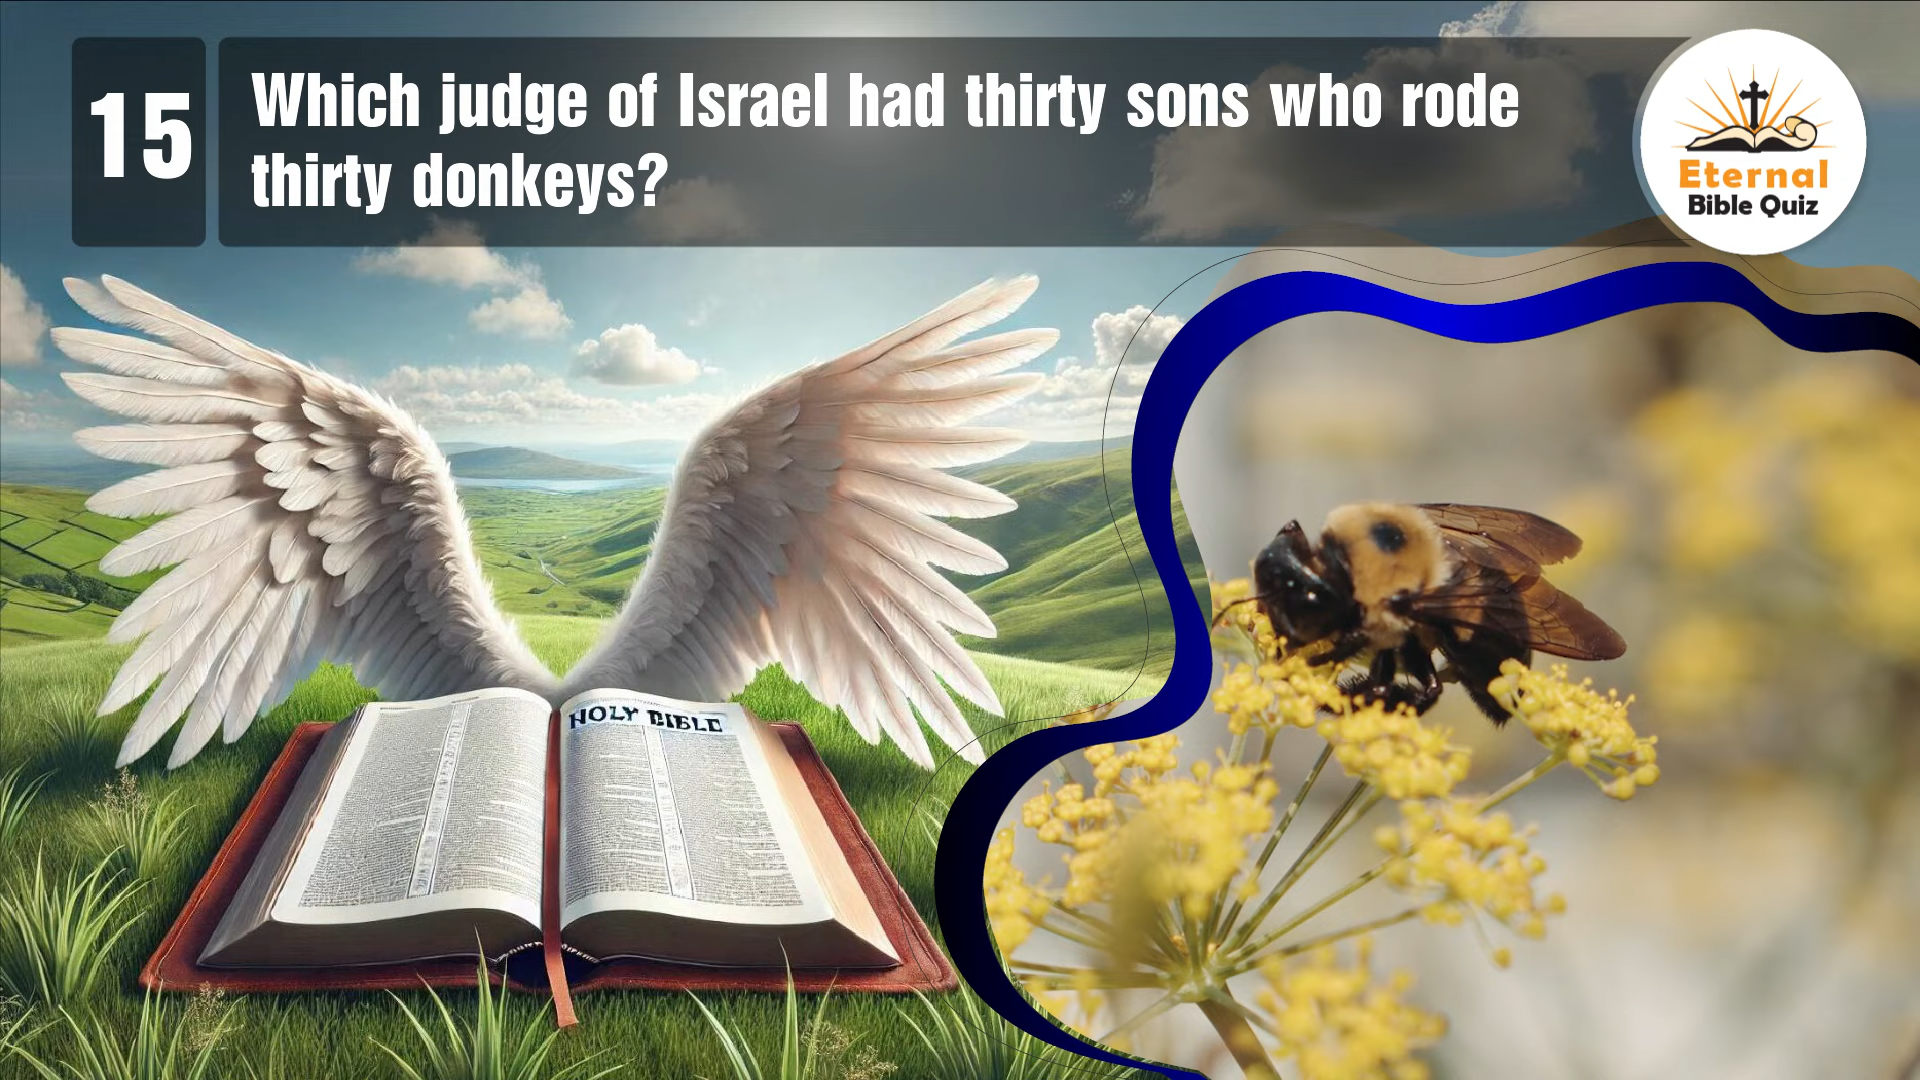 15
Which judge of Israel had thirty sons who rode
thirty donkeys?
Eternal
Bible Quiz
HOLY BIBLE